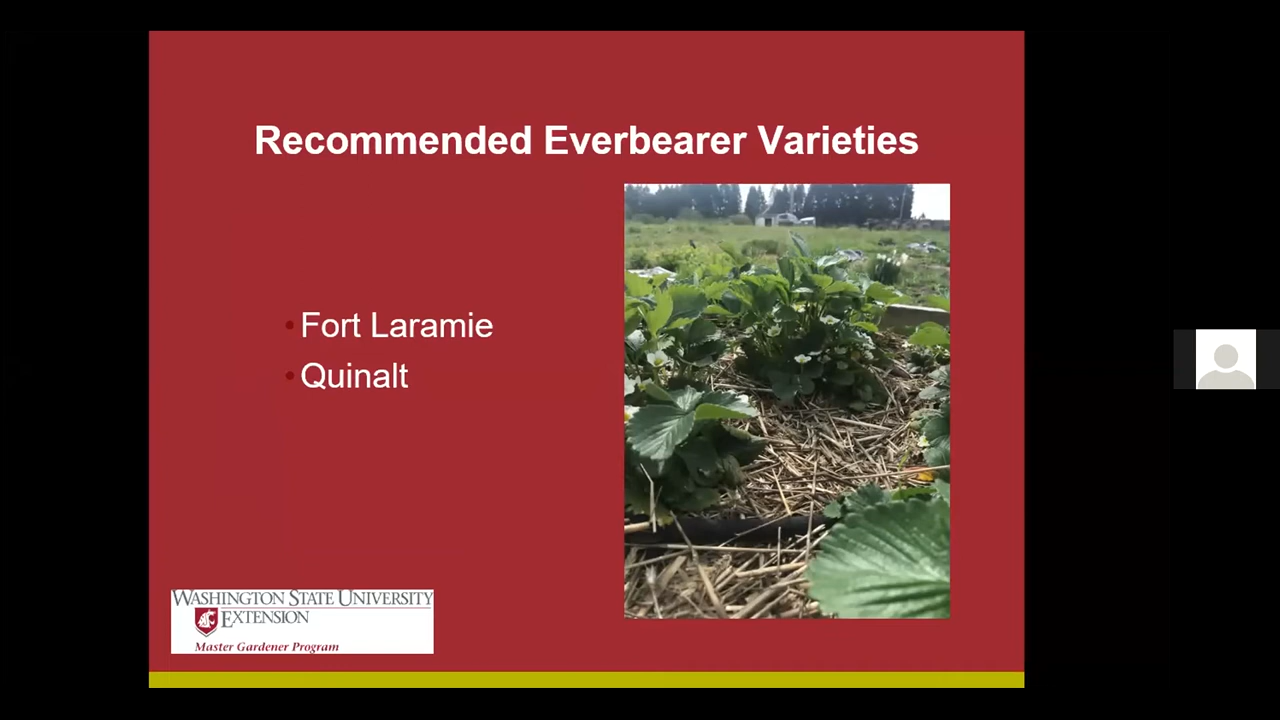 Recommended Everbearer Varieties
• Fort Laramie
• Quinalt
WASHINGTON STATE UNIVERSITY
EXTENSION
Master Gardener Program